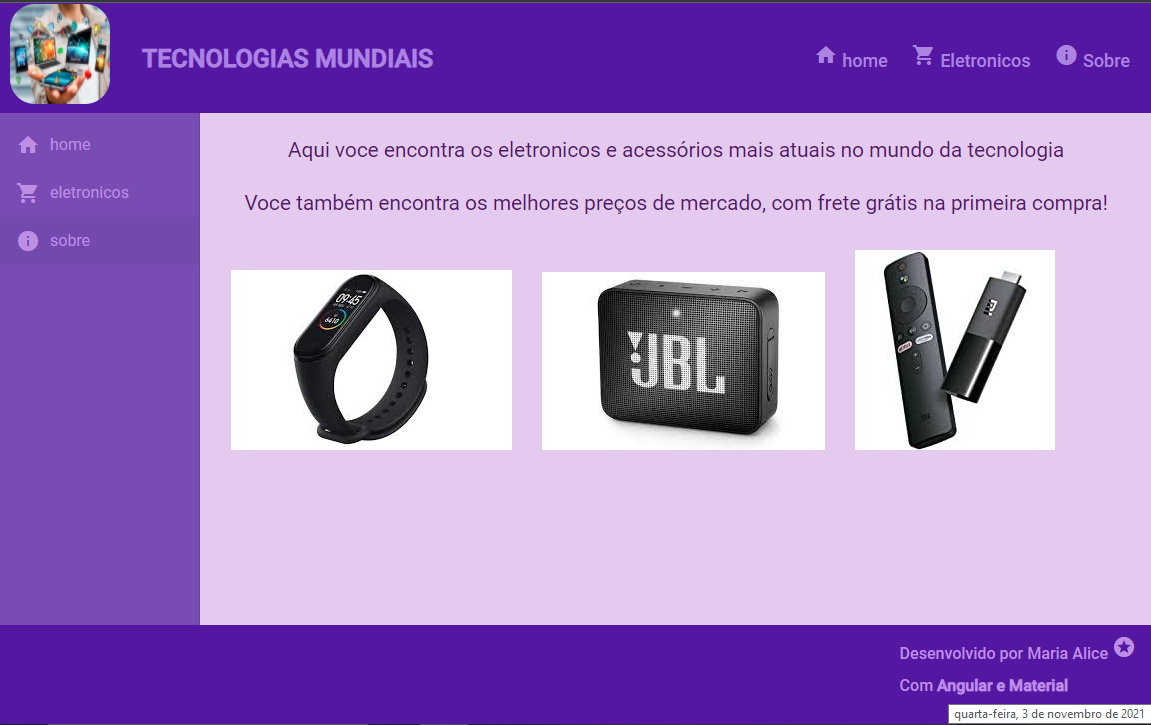 TECNOLOGIAS MUNDIAIS
home
Eletronicos
Sobre
home
eletronicos
sobre
Aqui voce encontra os eletronicos e acessórios mais atuais no mundo da tecnologia
Voce também encontra os melhores preços de mercado, com frete grátis na primeira compra!
09:45
6410
JBL
Desenvolvido por Maria Alice
Com Angular e Material
quarta-feira, 3 de novembro de 2021